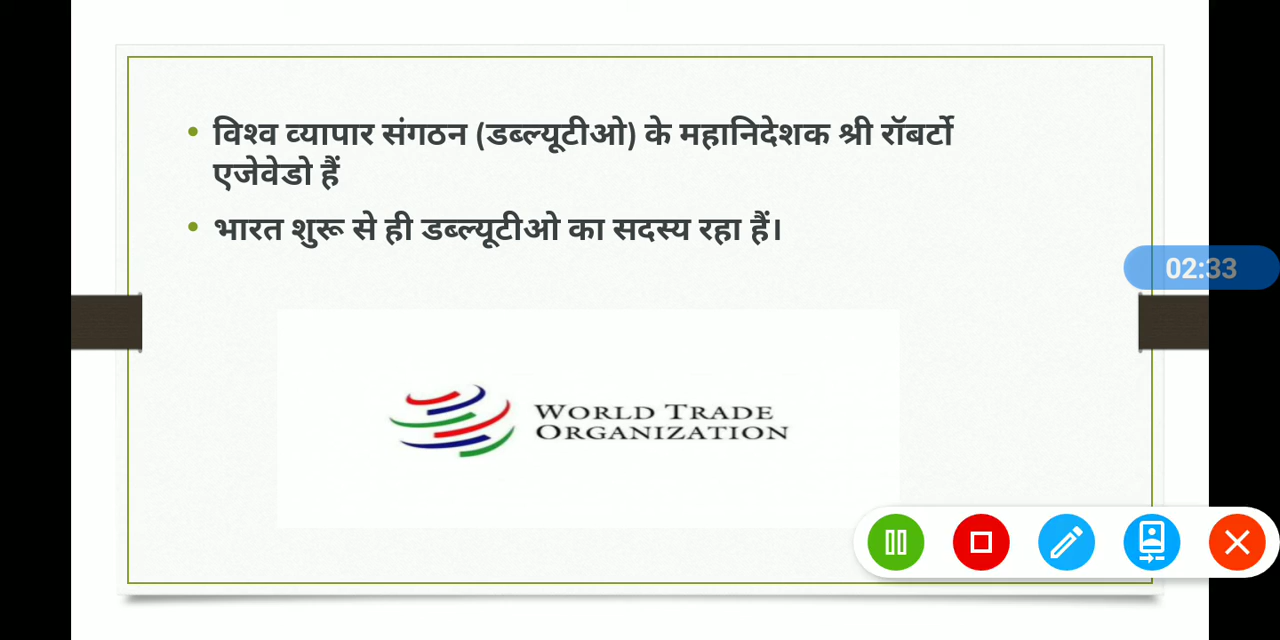 विश्व व्यापार संगठन (डब्ल्यूटीओ) के महानिदेशक श्री रॉबर्टो
एजेवेडो हैं
भारत शुरू से ही डब्ल्यूटीओ का सदस्य रहा हैं।
02:33
WORLD TRADE
ORGANIZATION